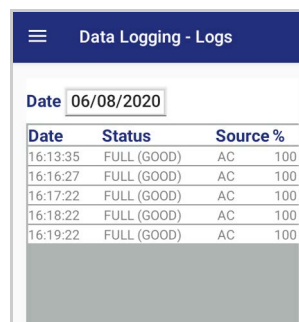 Data Logging - Logs
Date 06/08/2020
Date Status Source %
16:13:35 FULL (GOOD) AC 100
16:16:27 FULL (GOOD) AC 100
16:17:22 FULL (GOOD) AC 100
16:18:22 FULL (GOOD) AC 100
16:19:22 FULL (GOOD) AC 100